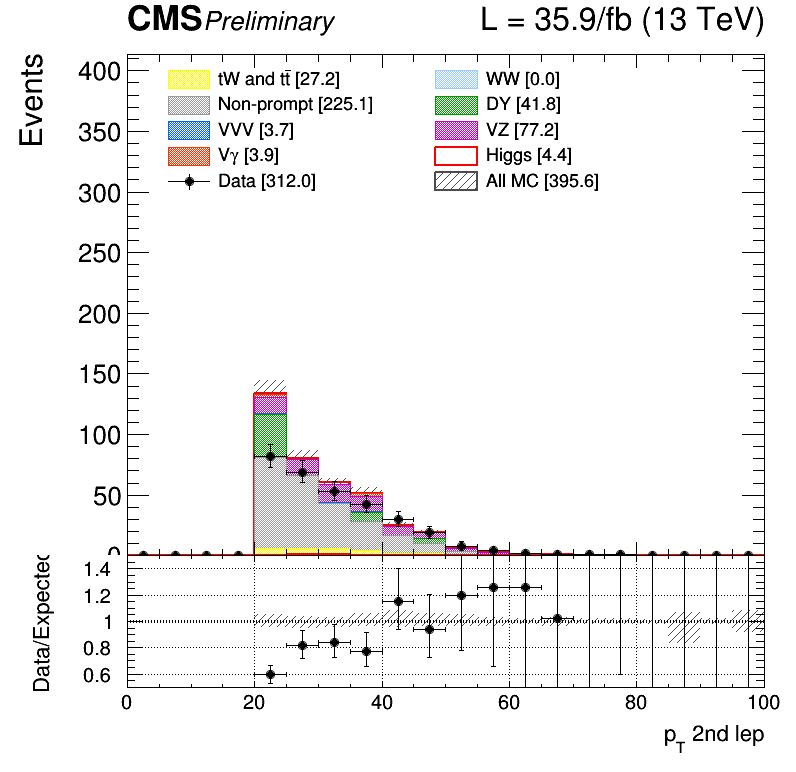 CMS Preliminary L = 35.9/fb (13 TeV)
Events
400
350
300
250
200
150
100
50
0
tW and tt̄ [27.2]
Non-prompt [225.1]
VVV [3.7]
Vγ [3.9]
Data [312.0]
WW [0.0]
DY [41.8]
VZ [77.2]
Higgs [4.4]
All MC [395.6]
Data/Expected
1.4
1.2
1
0.8
0.6
0 20 40 60 80 100
p_T 2nd lep